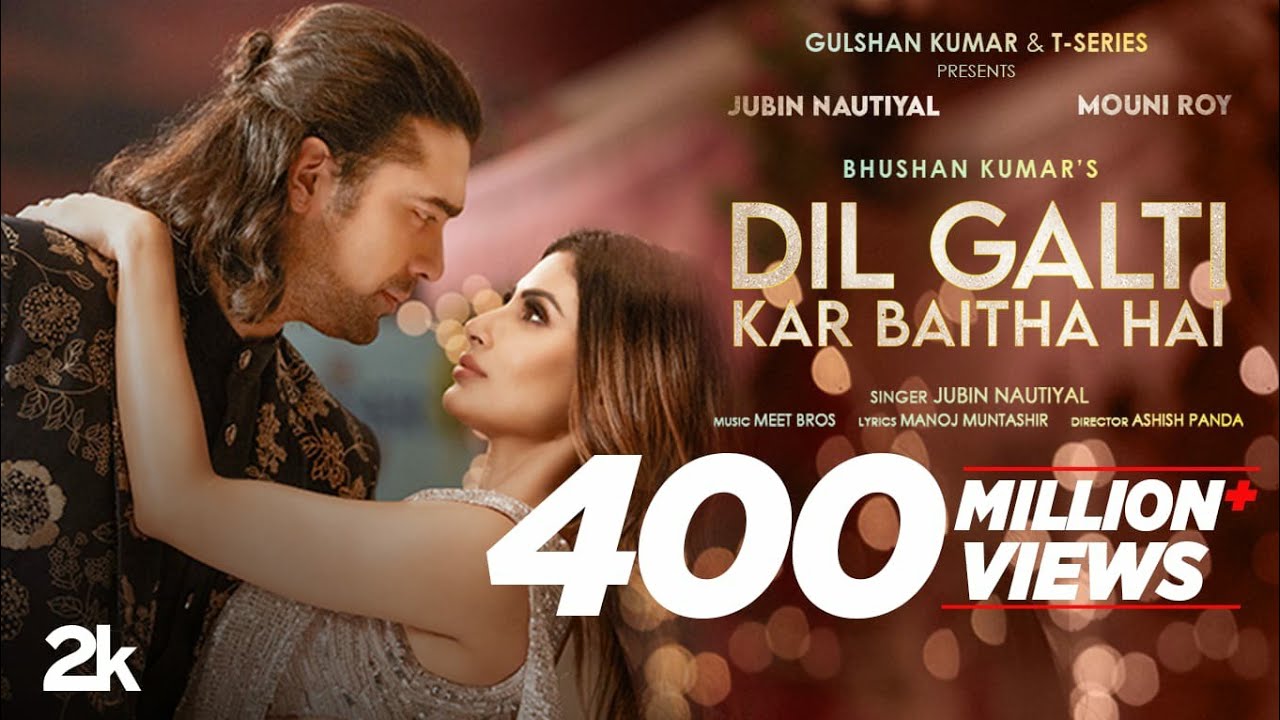 GULSHAN KUMAR & T-SERIES
PRESENTS
JUBIN NAUTIYAL MOUNI ROY
BHUSHAN KUMAR'S
DIL GALTI
KAR BAITHA HAI
SINGER JUBIN NAUTIYAL
MUSIC MEET BROS LYRICS MANOJ MUNTASHIR DIRECTOR ASHISH PANDA
400 MILLION+
VIEWS
2k